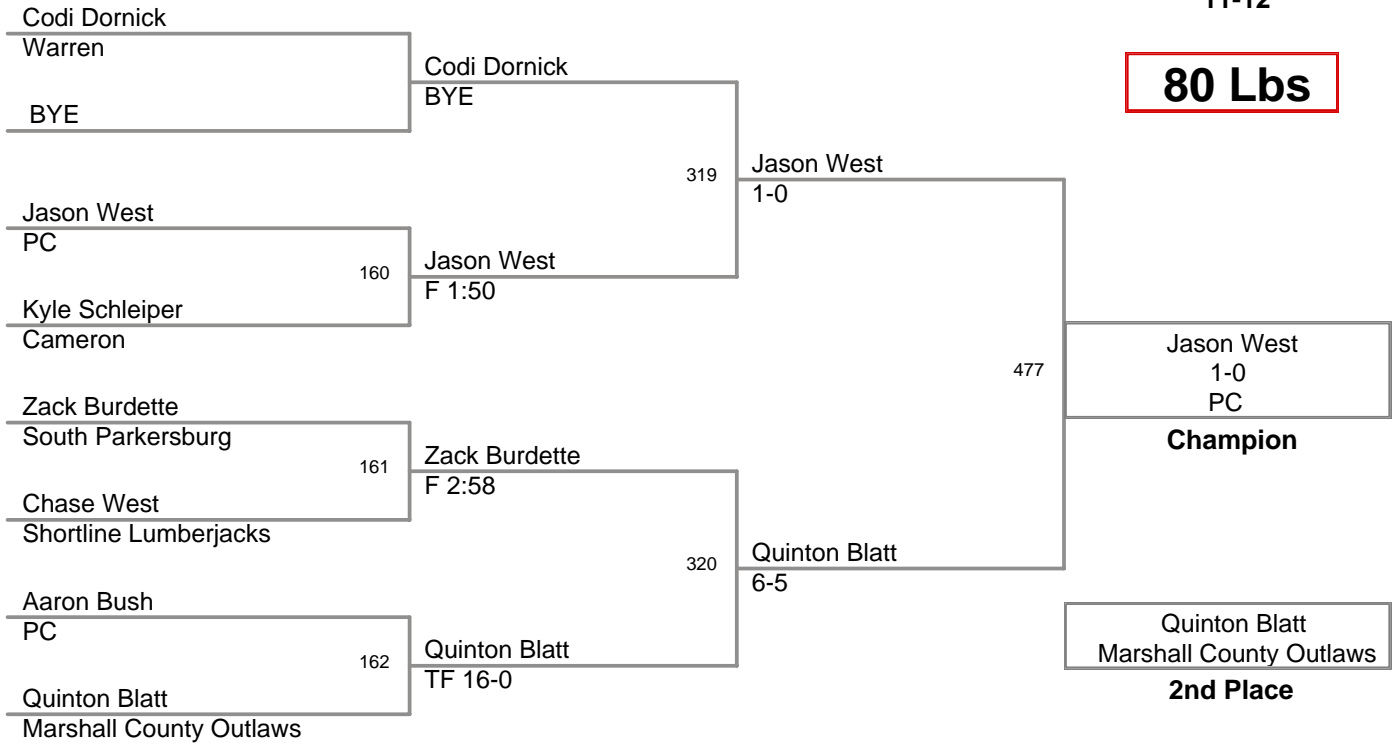 11-12
80 Lbs
Codi Dornick
Warren
BYE
Jason West
PC
160
Kyle Schleiper
Cameron
Zack Burdette
South Parkersburg
161
Chase West
Shortline Lumberjacks
Aaron Bush
PC
162
Quinton Blatt
Marshall County Outlaws
Codi Dornick
BYE
319
Jason West
F 1:50
Zack Burdette
F 2:58
320
Quinton Blatt
TF 16-0
Jason West
1-0
477
Quinton Blatt
6-5
Jason West
1-0
PC
Champion
Quinton Blatt
Marshall County Outlaws
2nd Place